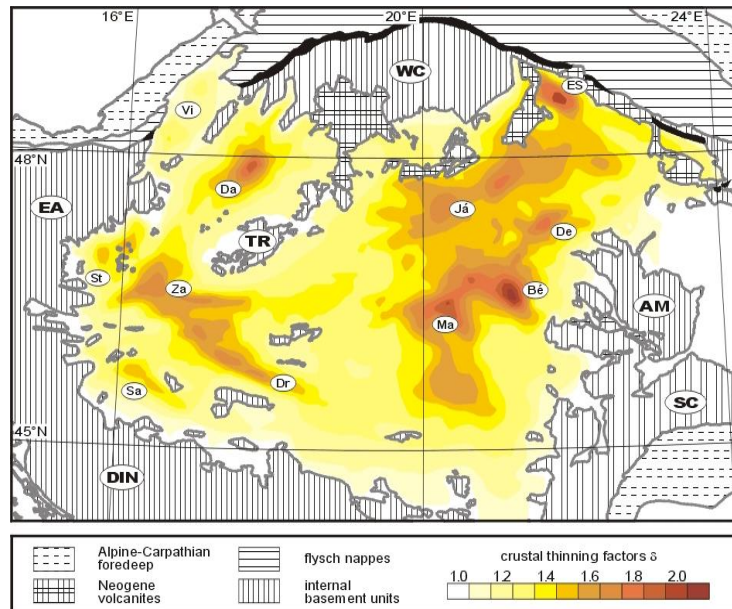 16°E
20°E
24°E
WC
ES
Vi
48°N
Da
EA
Já
De
TR
St
Za
Bé
AM
Ma
Sa
Dr
SC
45°N
DIN
Alpine-Carpathian
foredeep
flysch nappes
crustal thinning factors δ
Neogene
volcanites
internal
basement units
1.0 1.2 1.4 1.6 1.8 2.0